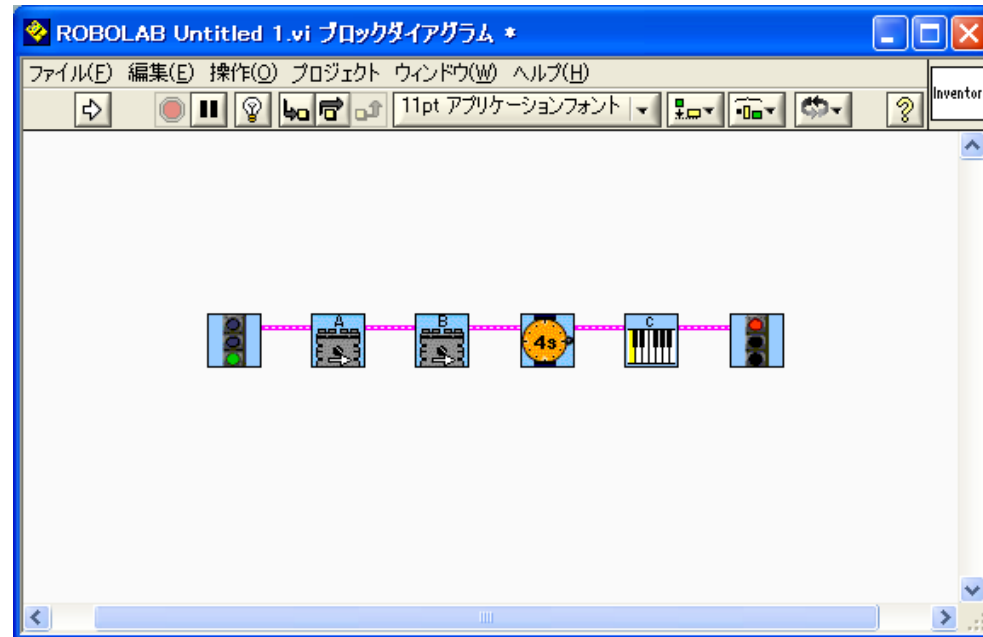 ROBOLAB Untitled 1.vi ブロックダイアグラム *
ファイル(F) 編集(E) 操作(O) プロジェクト ウィンドウ(W) ヘルプ(H)
11pt アプリケーションフォント
Inventor
A B 4s C